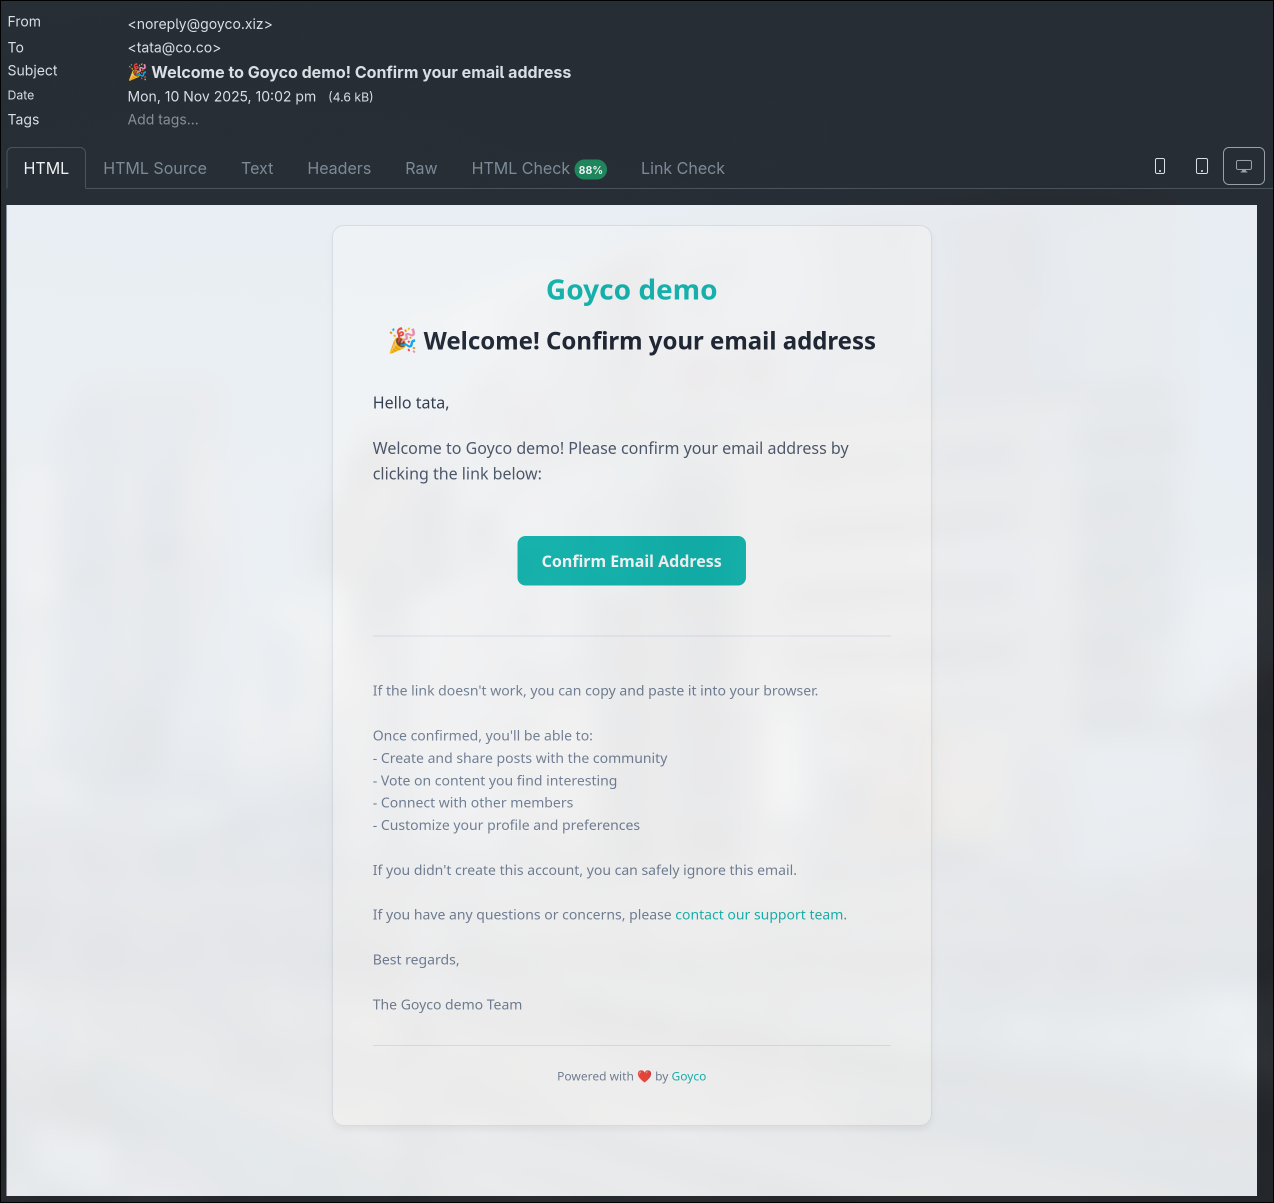 From <noreply@goyco.xiz>
To <tata@co.co>
Subject 🎉 Welcome to Goyco demo! Confirm your email address
Date Mon, 10 Nov 2025, 10:02 pm (4.6 kB)
Tags Add tags...
HTML HTML Source Text Headers Raw HTML Check 88% Link Check
Goyco demo
🎉 Welcome! Confirm your email address
Hello tata,
Welcome to Goyco demo! Please confirm your email address by
clicking the link below:
Confirm Email Address
If the link doesn't work, you can copy and paste it into your browser.
Once confirmed, you'll be able to:
- Create and share posts with the community
- Vote on content you find interesting
- Connect with other members
- Customize your profile and preferences
If you didn't create this account, you can safely ignore this email.
If you have any questions or concerns, please contact our support team.
Best regards,
The Goyco demo Team
Powered with ❤️ by Goyco